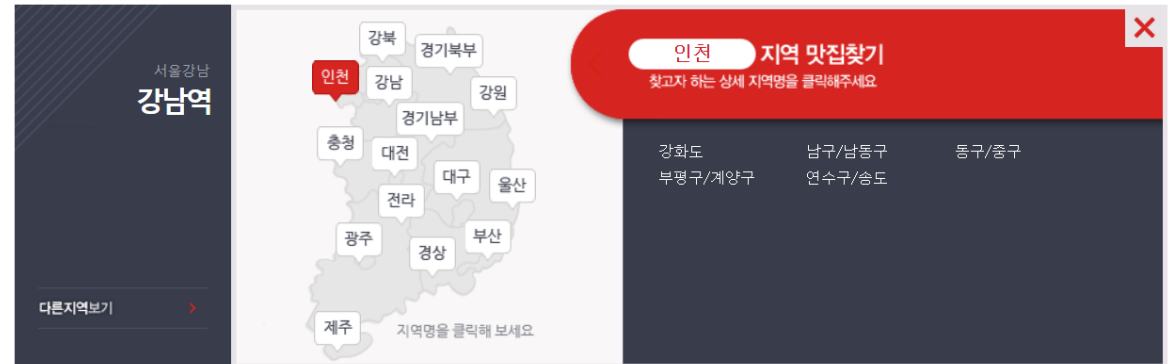 서울강남
강남역
다른지역보기
강북
경기북부
인천
강남
강원
경기남부
충청
대전
대구
울산
전라
광주
부산
경상
제주
지역명을 클릭해 보세요
인천 지역 맛집찾기
찾고자 하는 상세 지역명을 클릭해주세요
강화도 남구/남동구 동구/중구
부평구/계양구 연수구/송도